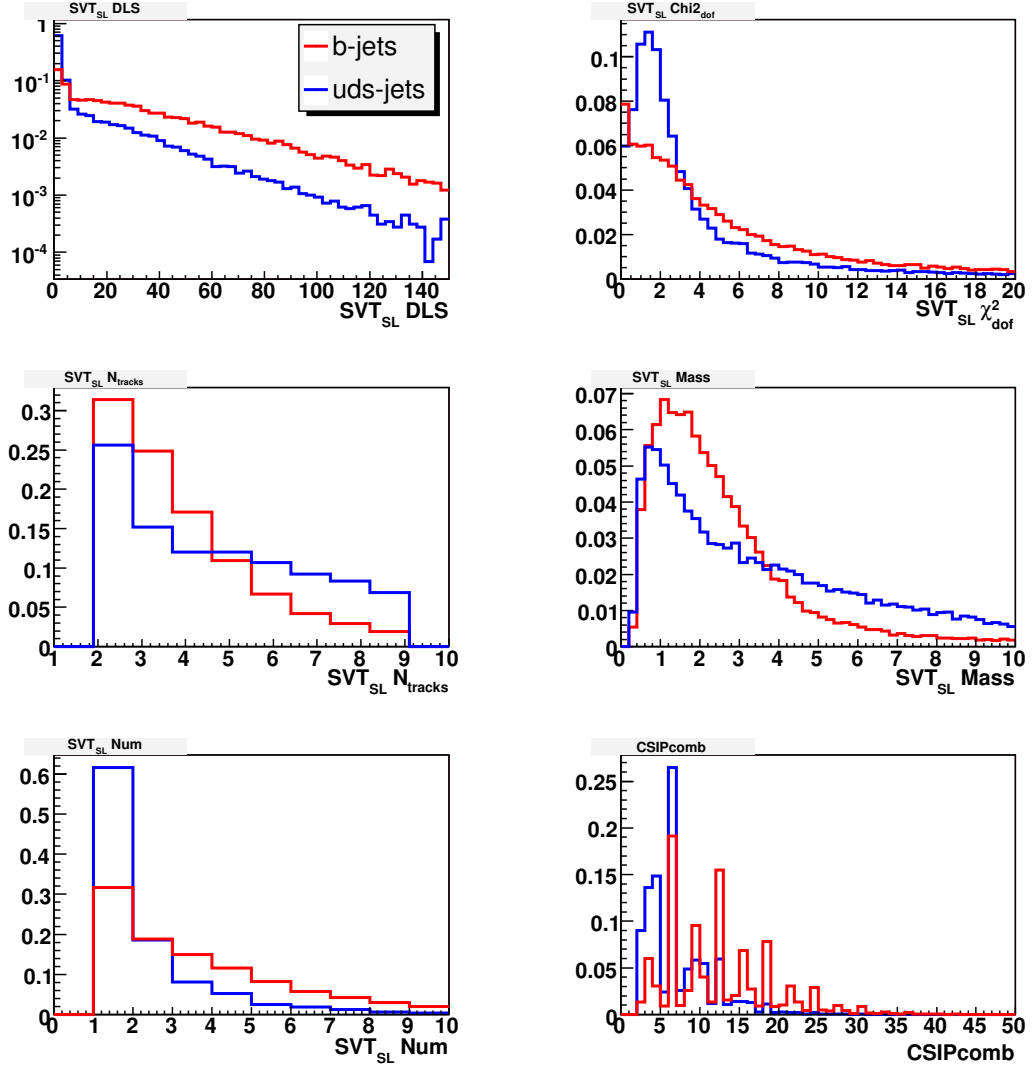 SVT_SL DLS
1
10^-1
10^-2
10^-3
10^-4
b-jets
uds-jets
0 20 40 60 80 100 120 140
SVT_SL DLS
SVT_SL Chi2_dof
0.1
0.08
0.06
0.04
0.02
0
0 2 4 6 8 10 12 14 16 18 20
SVT_SL χ^2_dof
SVT_SL N_tracks
0.3
0.25
0.2
0.15
0.1
0.05
0
1 2 3 4 5 6 7 8 9 10
SVT_SL N_tracks
SVT_SL Mass
0.07
0.06
0.05
0.04
0.03
0.02
0.01
0
0 1 2 3 4 5 6 7 8 9 10
SVT_SL Mass
SVT_SL Num
0.6
0.5
0.4
0.3
0.2
0.1
0
0 1 2 3 4 5 6 7 8 9 10
SVT_SL Num
CSIPcomb
0.25
0.2
0.15
0.1
0.05
0
0 5 10 15 20 25 30 35 40 45 50
CSIPcomb